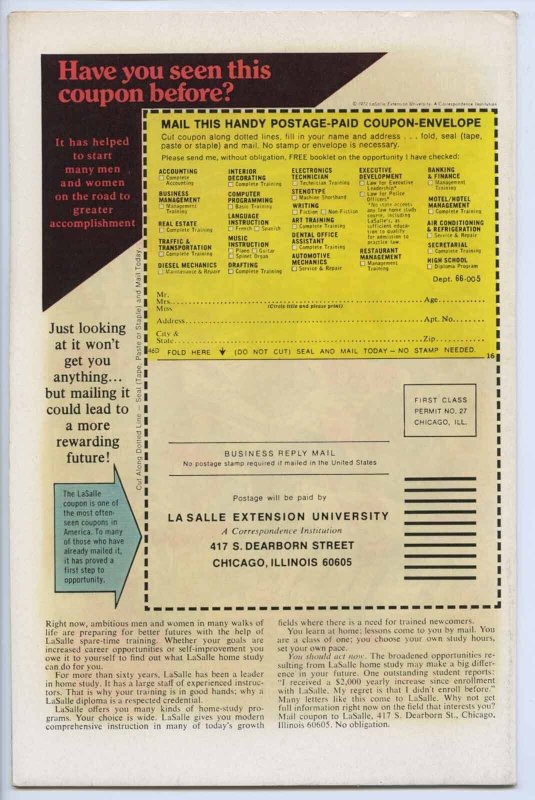 Have you seen this
coupon before?
© 1972 LaSalle Extension University, A Correspondence Institution
It has helped
to start
many men
and women
on the road to
greater
accomplishment
MAIL THIS HANDY POSTAGE-PAID COUPON-ENVELOPE
Cut coupon along dotted lines, fill in your name and address . . . fold, seal (tape,
paste or staple) and mail. No stamp or envelope is necessary.
Please send me, without obligation, FREE booklet on the opportunity I have checked:
ACCOUNTING
☐ Complete
Accounting
BUSINESS
MANAGEMENT
☐ Management
Training
REAL ESTATE
☐ Complete Training
TRAFFIC &
TRANSPORTATION
☐ Complete Training
DIESEL MECHANICS
☐ Maintenance & Repair
INTERIOR
DECORATING
☐ Complete Training
COMPUTER
PROGRAMMING
☐ Basic Training
LANGUAGE
INSTRUCTION
☐ French ☐ Spanish
MUSIC
INSTRUCTION
☐ Piano ☐ Guitar
☐ Spinet Organ
DRAFTING
☐ Complete Training
ELECTRONICS
TECHNICIAN
☐ Technician Training
STENOTYPE
☐ Machine Shorthand
WRITING
☐ Fiction ☐ Non-Fiction
ART TRAINING
☐ Complete Training
DENTAL OFFICE
ASSISTANT
☐ Complete Training
AUTOMOTIVE
MECHANICS
☐ Service & Repair
EXECUTIVE
DEVELOPMENT
☐ Law for Executive
Leadership*
☐ Law for Police
Officers*
*No state accepts
any law home study
course, including
LaSalle's, as
sufficient educa-
tion to qualify
for admission to
practice law.
RESTAURANT
MANAGEMENT
☐ Management
Training
BANKING
& FINANCE
☐ Management
Training
HOTEL/MOTEL
MANAGEMENT
☐ Complete Training
AIR CONDITIONING
& REFRIGERATION
☐ Service & Repair
SECRETARIAL
☐ Complete Training
HIGH SCHOOL
☐ Diploma Program
Dept. 66-005
Mr.
Mrs. Age
Miss (Circle title and please print)
Address Apt. No.
City &
State Zip
46D FOLD HERE ↓ (DO NOT CUT) SEAL AND MAIL TODAY – NO STAMP NEEDED. 16
Cut Along Dotted Line — Seal (Tape, Paste or Staple) and Mail Today
Just looking
at it won't
get you
anything...
but mailing it
could lead to
a more
rewarding
future!
The LaSalle
coupon is one of
the most often-
seen coupons in
America. To many
of those who have
already mailed it,
it has proved a
first step to
opportunity.
FIRST CLASS
PERMIT NO. 27
CHICAGO, ILL.
BUSINESS REPLY MAIL
No postage stamp required if mailed in the United States
Postage will be paid by
LA SALLE EXTENSION UNIVERSITY
A Correspondence Institution
417 S. DEARBORN STREET
CHICAGO, ILLINOIS 60605
Right now, ambitious men and women in many walks of
life are preparing for better futures with the help of
LaSalle spare-time training. Whether your goals are
increased career opportunities or self-improvement you
owe it to yourself to find out what LaSalle home study
can do for you.
For more than sixty years, LaSalle has been a leader
in home study. It has a large staff of experienced instruc-
tors. That is why your training is in good hands; why a
LaSalle diploma is a respected credential.
LaSalle offers you many kinds of home-study pro-
grams. Your choice is wide. LaSalle gives you modern
comprehensive instruction in many of today's growth
fields where there is a need for trained newcomers.
You learn at home; lessons come to you by mail. You
are a class of one; you choose your own study hours,
set your own pace.
You should act now. The broadened opportunities re-
sulting from LaSalle home study may make a big differ-
ence in your future. One outstanding student reports:
"I received a $2,000 yearly increase since enrollment
with LaSalle. My regret is that I didn't enroll before."
Many letters like this come to LaSalle. Why not get
full information right now on the field that interests you?
Mail coupon to LaSalle, 417 S. Dearborn St., Chicago,
Illinois 60605. No obligation.